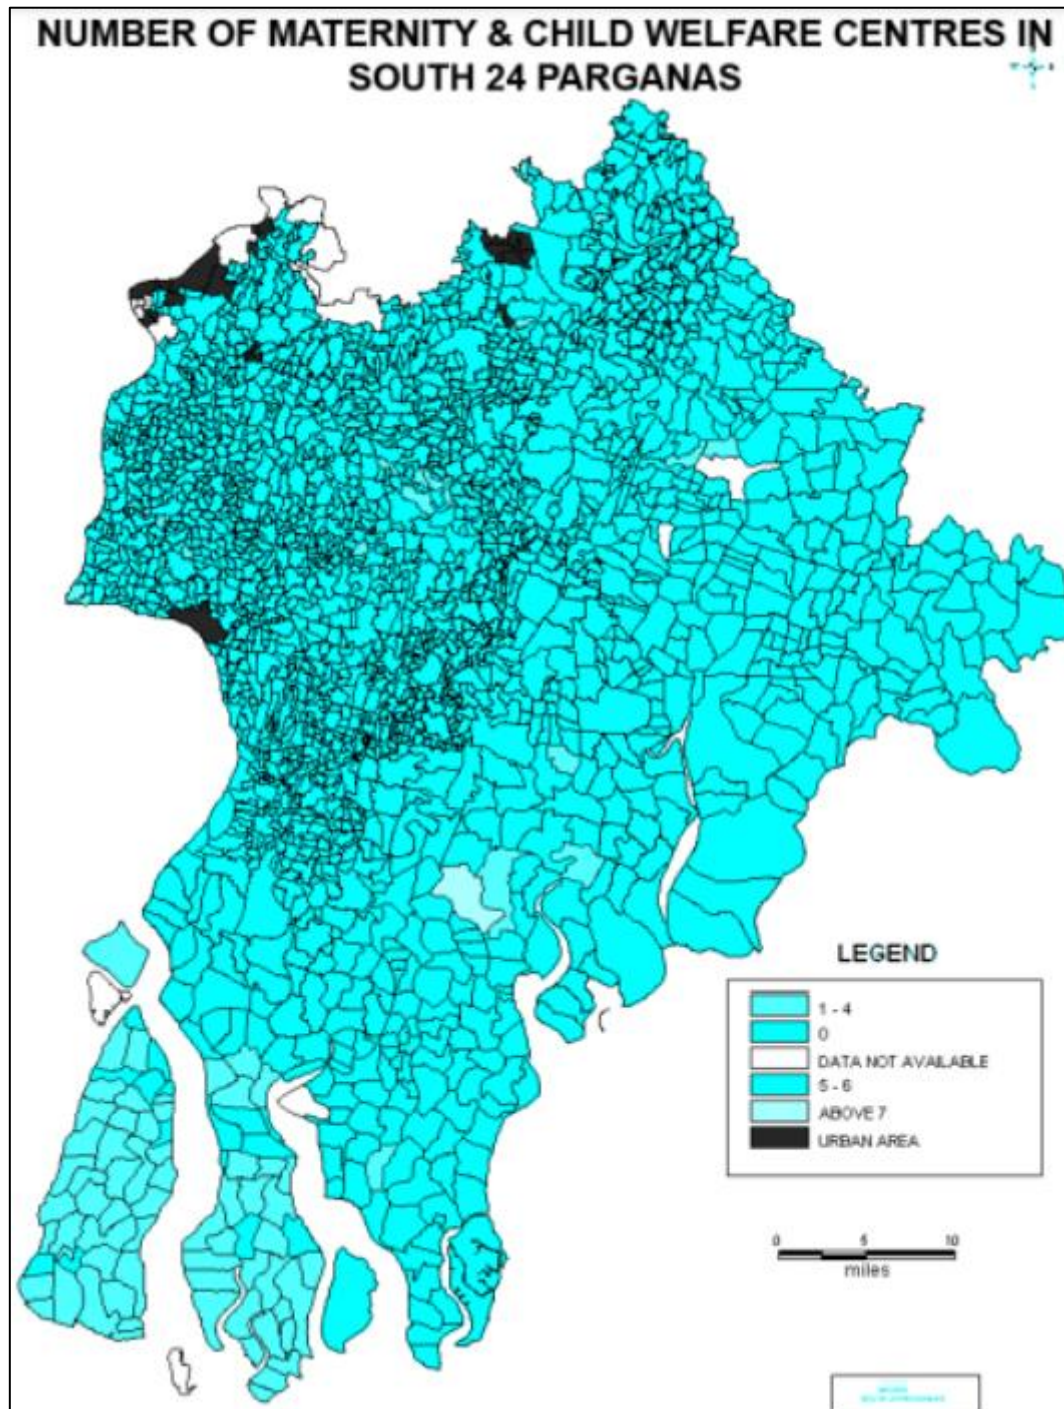 NUMBER OF MATERNITY & CHILD WELFARE CENTRES IN
SOUTH 24 PARGANAS
LEGEND
1 - 4
0
DATA NOT AVAILABLE
5 - 6
ABOVE 7
URBAN AREA
0 5 10
miles